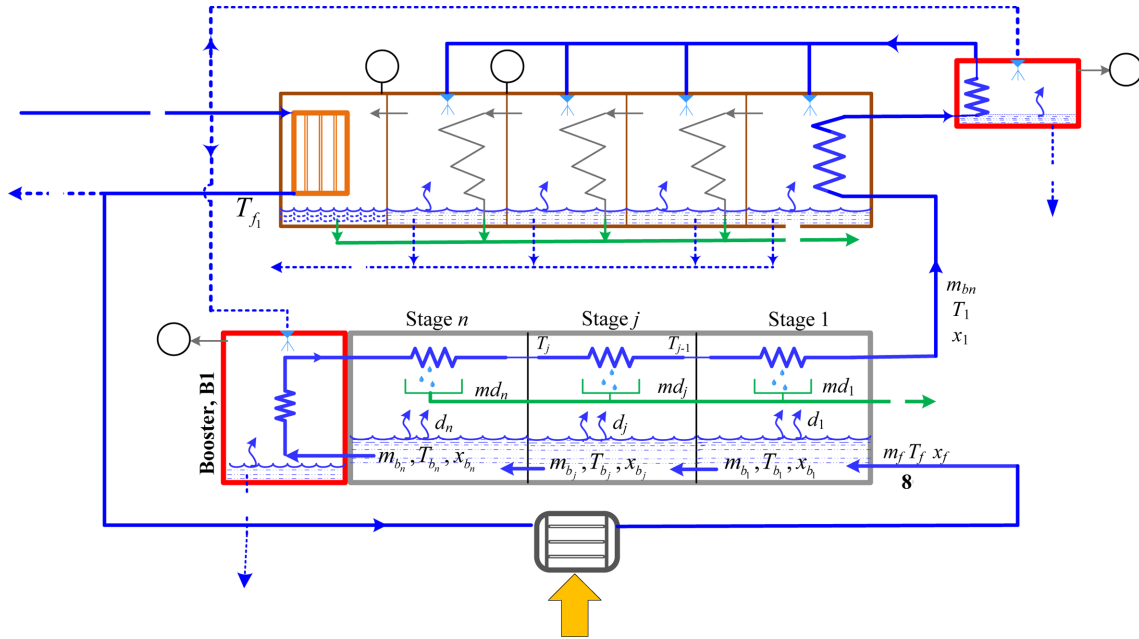 T_{f_1}
m_{bn}
T_1
x_1
Stage n
Stage j
Stage 1
T_j
T_{j-1}
Booster, B1
md_n
md_j
md_1
d_n
d_j
d_1
m_{b_n}, T_{b_n}, x_{b_n}
m_{b_j}, T_{b_j}, x_{b_j}
m_{b_1}, T_{b_1}, x_{b_1}
m_f T_f x_f
8